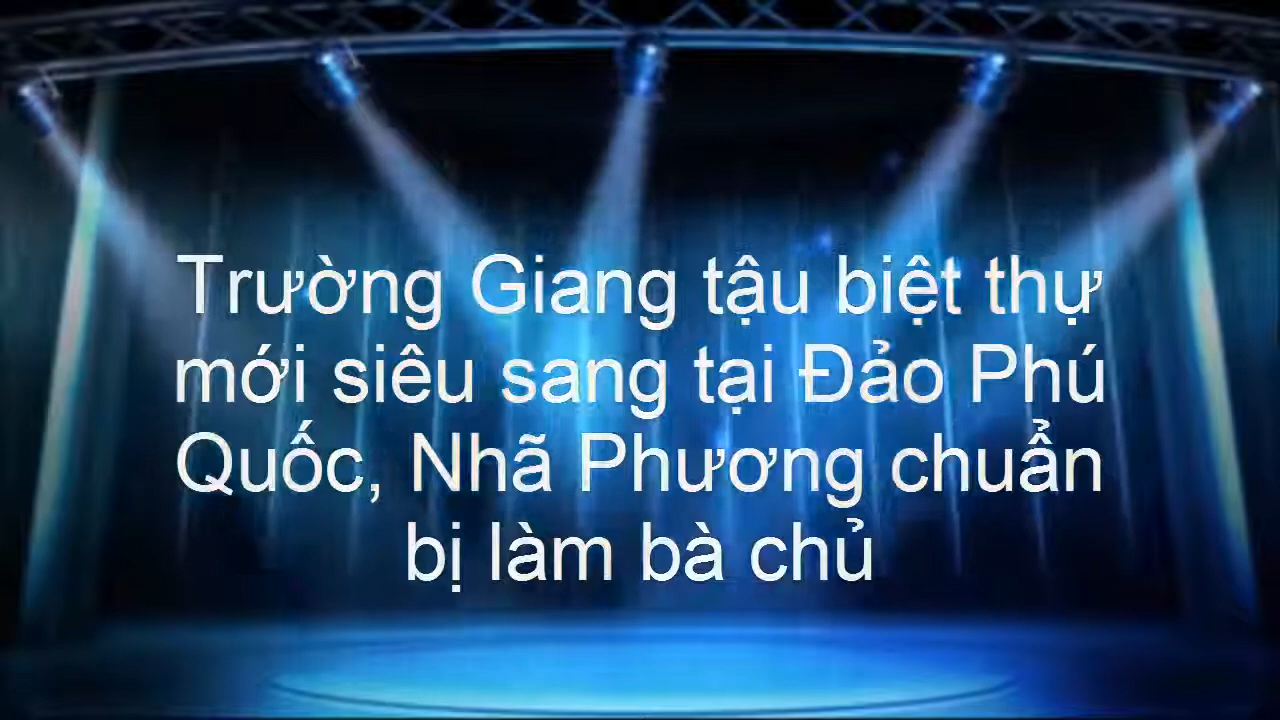 Trường Giang tậu biệt thự
mới siêu sang tại Đảo Phú
Quốc, Nhã Phương chuẩn
bị làm bà chủ